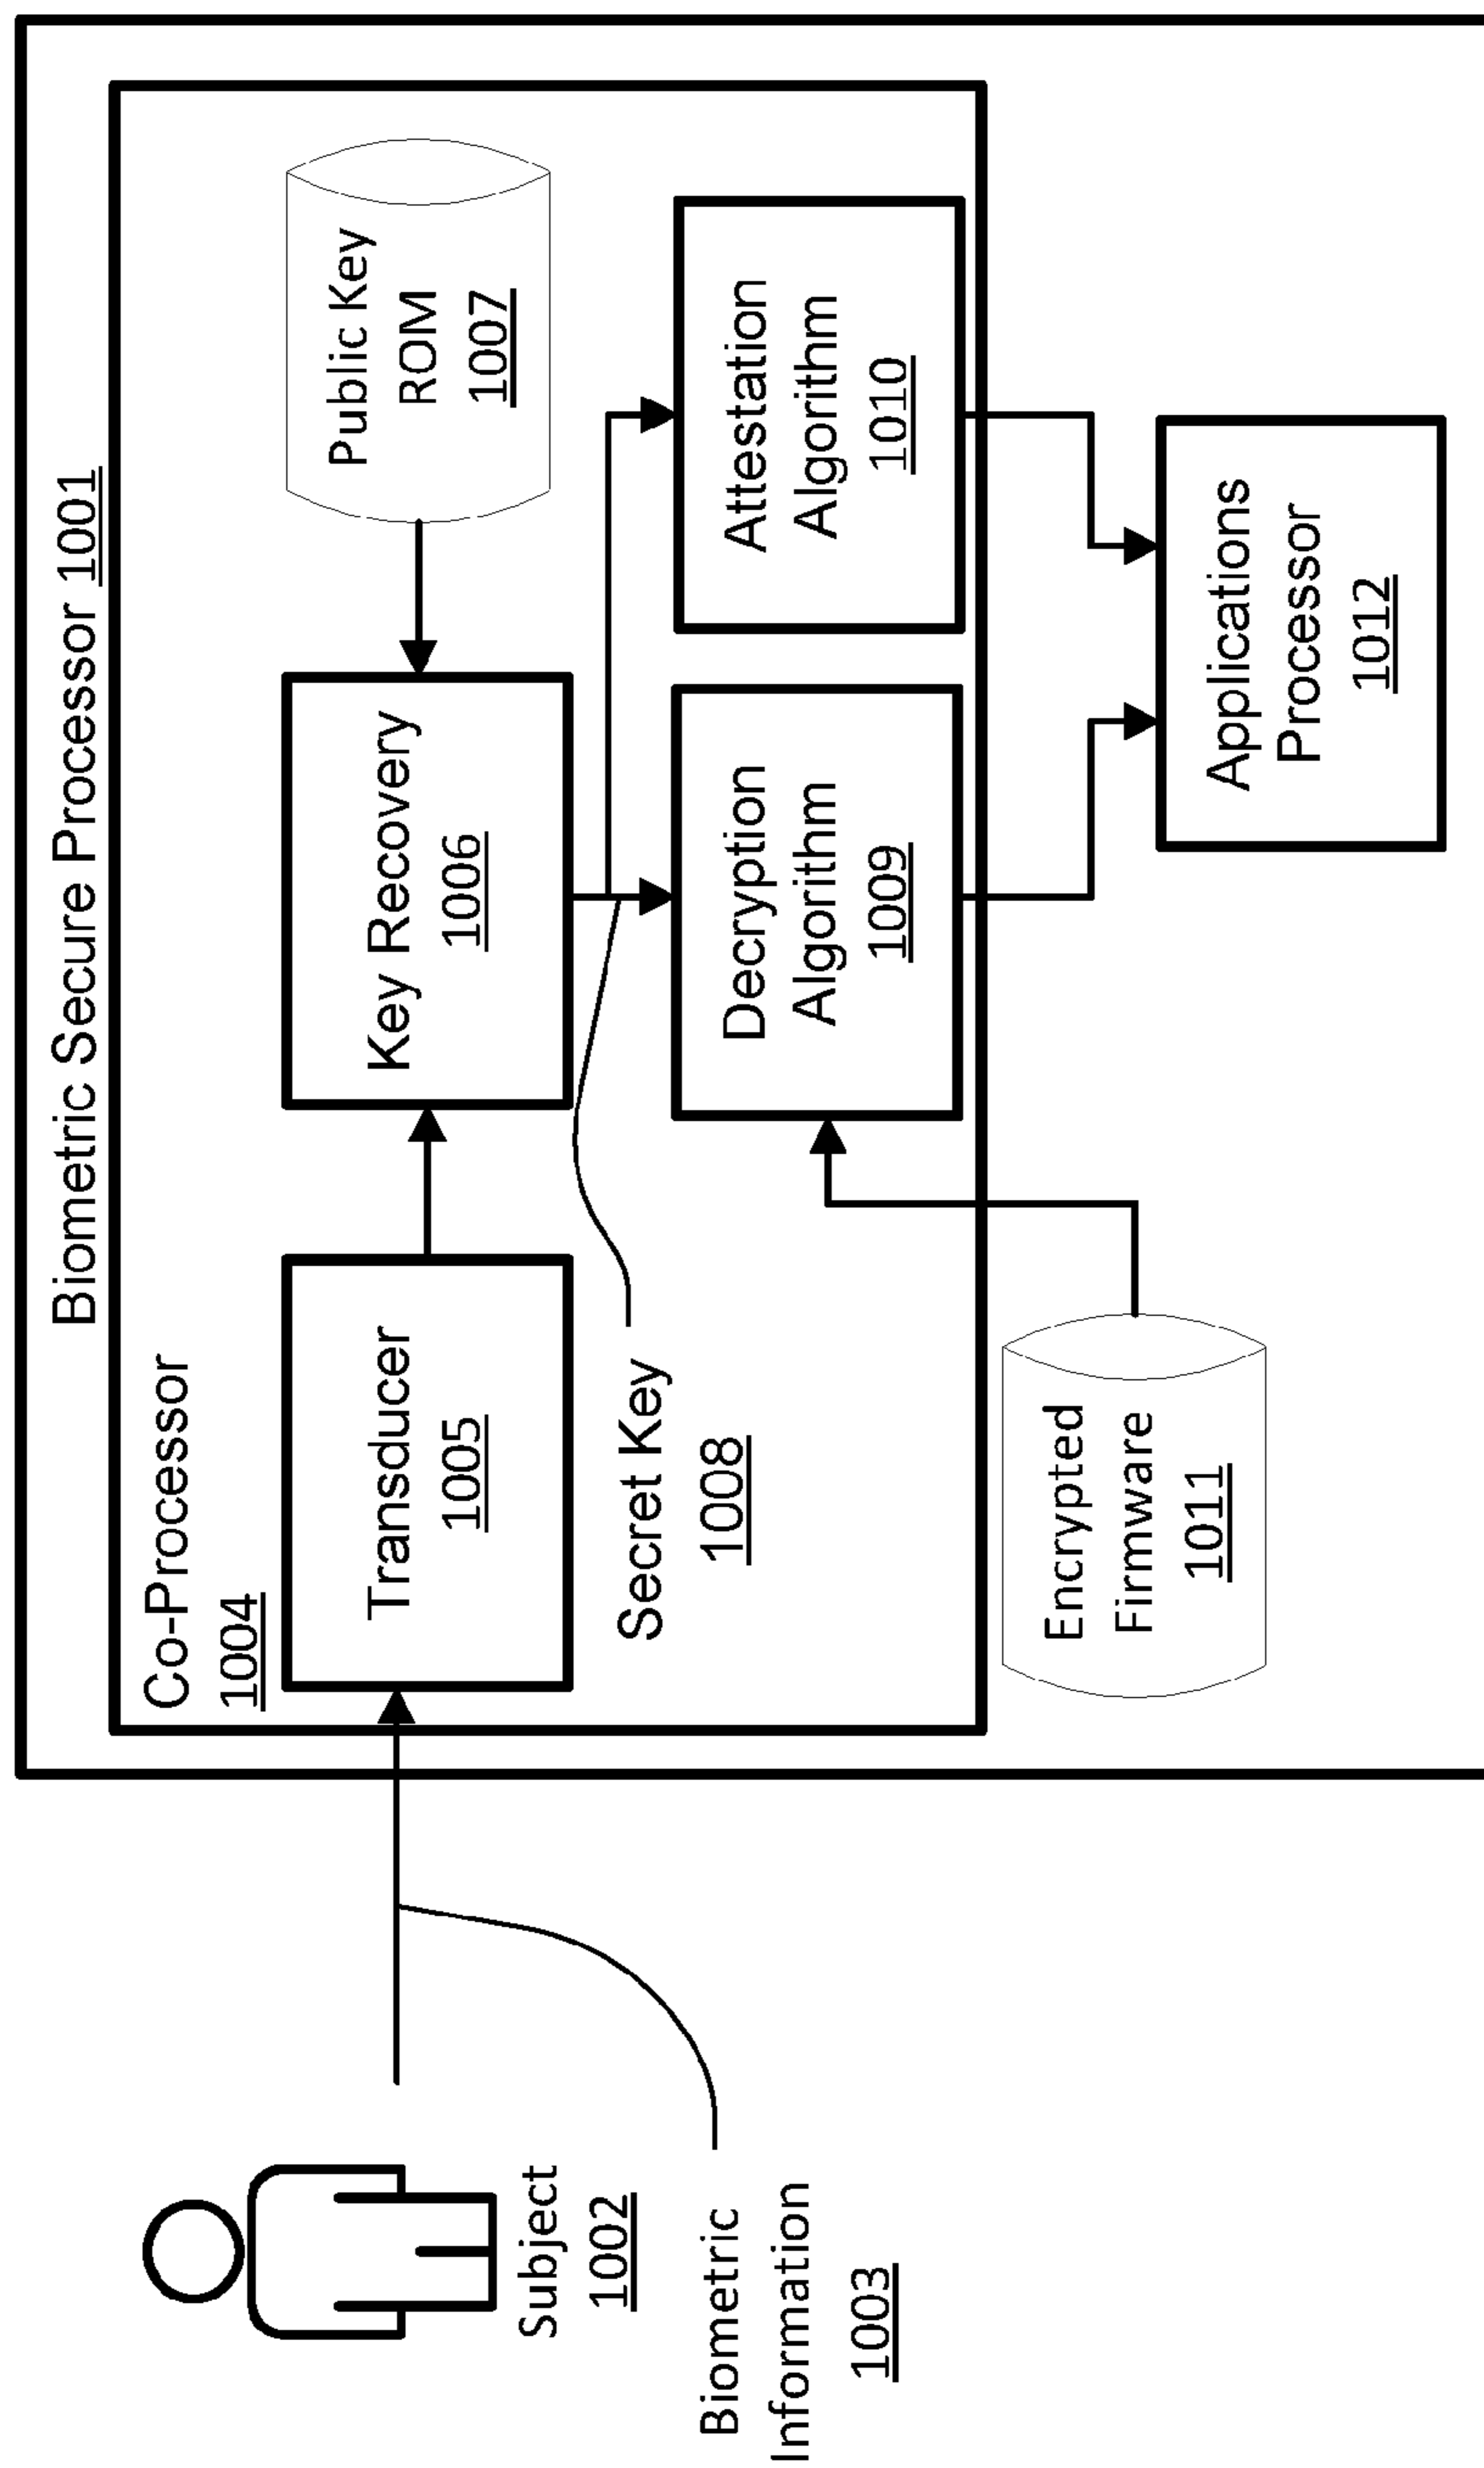 Biometric Secure Processor 1001
Co-Processor
1004
Transducer
1005
Key Recovery
1006
Public Key
ROM
1007
Secret Key
1008
Decryption
Algorithm
1009
Attestation
Algorithm
1010
Encrypted
Firmware
1011
Applications
Processor
1012
Subject
1002
Biometric
Information
1003